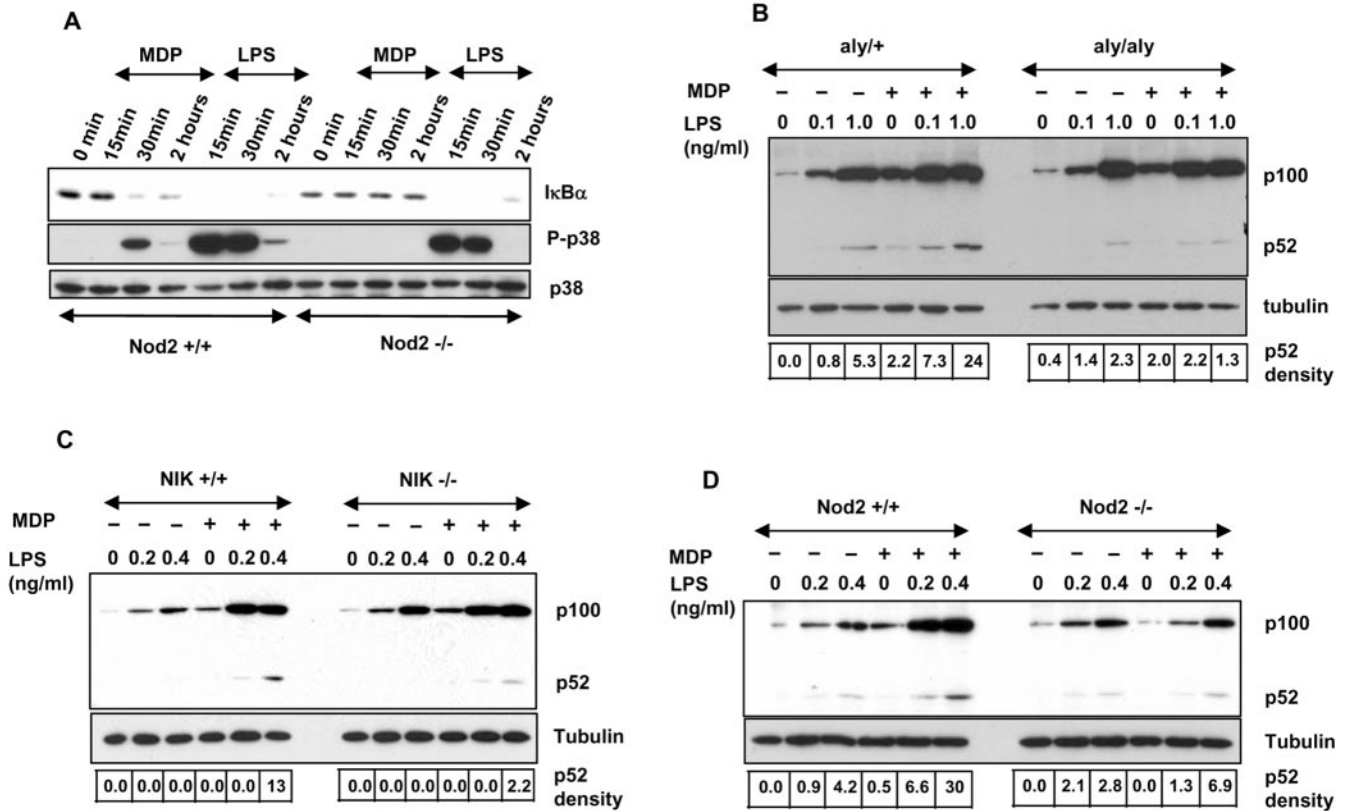 A
MDP LPS MDP LPS
0 min 15min 30min 2 hours 15min 30min 2 hours 0 min 15min 30min 2 hours 15min 30min 2 hours
IκBα
P-p38
p38
Nod2 +/+ Nod2 -/-
B
aly/+ aly/aly
MDP – – – + + + – – – + + +
LPS 0 0.1 1.0 0 0.1 1.0 0 0.1 1.0 0 0.1 1.0
(ng/ml)
p100
p52
tubulin
0.0 0.8 5.3 2.2 7.3 24 0.4 1.4 2.3 2.0 2.2 1.3 p52
density
C
NIK +/+ NIK -/-
MDP – – – + + + – – – + + +
LPS 0 0.2 0.4 0 0.2 0.4 0 0.2 0.4 0 0.2 0.4
(ng/ml)
p100
p52
Tubulin
0.0 0.0 0.0 0.0 0.0 13 0.0 0.0 0.0 0.0 0.0 2.2 p52
density
D
Nod2 +/+ Nod2 -/-
MDP – – – + + + – – – + + +
LPS 0 0.2 0.4 0 0.2 0.4 0 0.2 0.4 0 0.2 0.4
(ng/ml)
p100
p52
Tubulin
0.0 0.9 4.2 0.5 6.6 30 0.0 2.1 2.8 0.0 1.3 6.9 p52
density